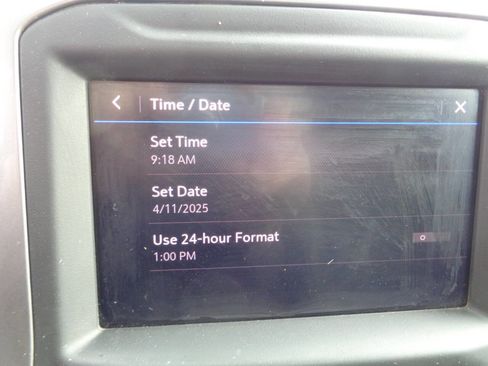 Time / Date
Set Time
9:18 AM
Set Date
4/11/2025
Use 24-hour Format
1:00 PM